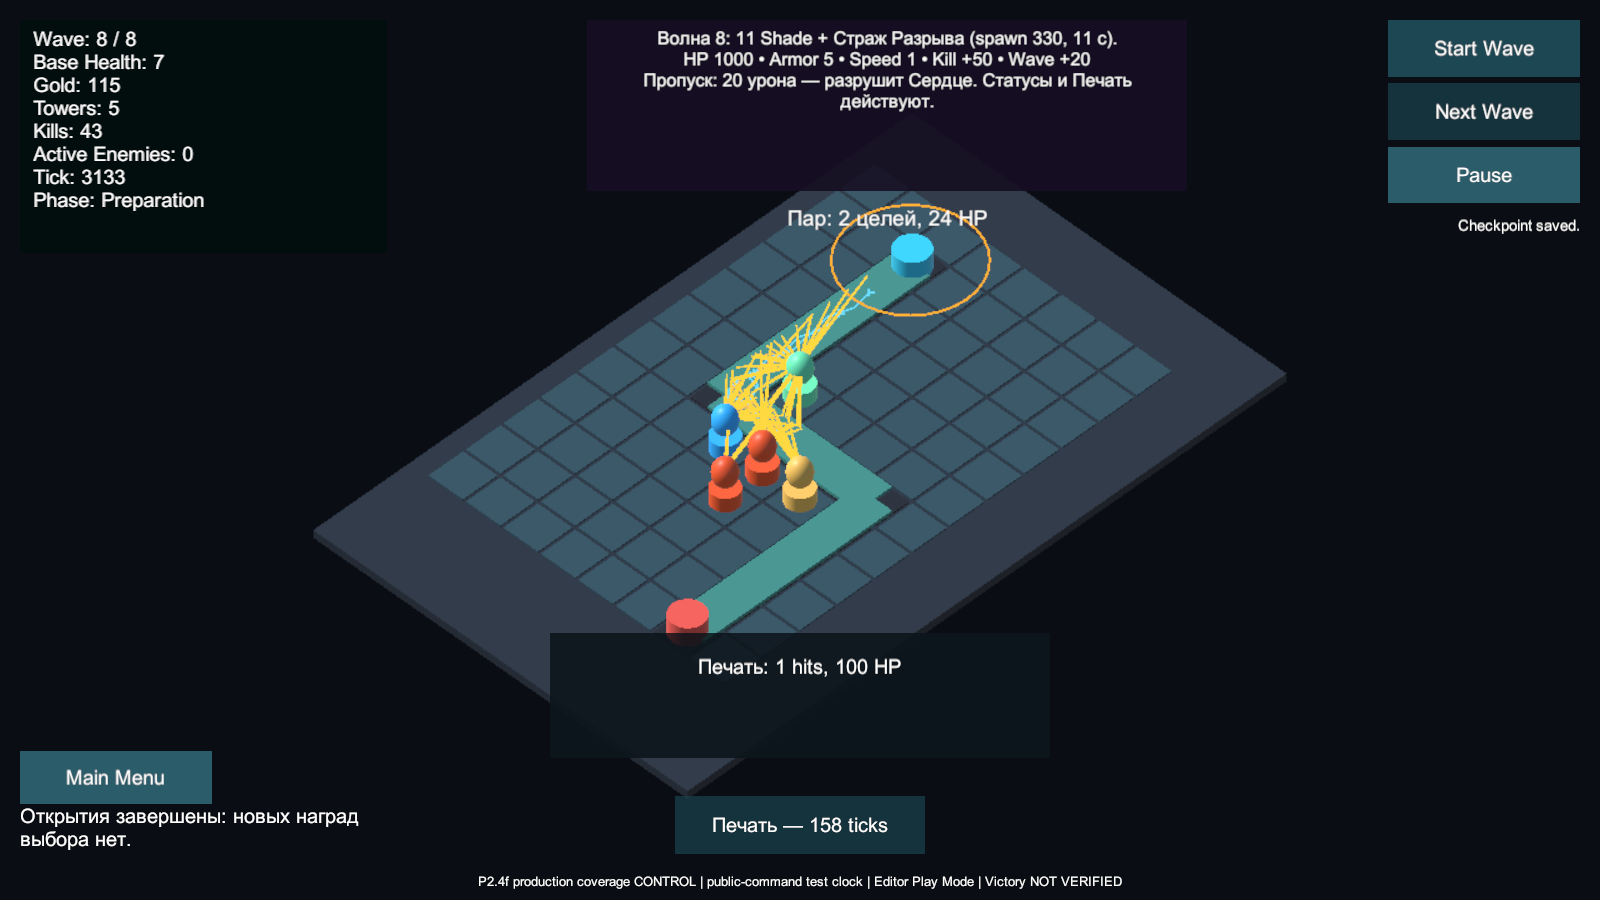 Wave: 8 / 8
Base Health: 7
Gold: 115
Towers: 5
Kills: 43
Active Enemies: 0
Tick: 3133
Phase: Preparation
Волна 8: 11 Shade + Страж Разрыва (spawn 330, 11 с).
HP 1000 • Armor 5 • Speed 1 • Kill +50 • Wave +20
Пропуск: 20 урона — разрушит Сердце. Статусы и Печать
действуют.
Start Wave
Next Wave
Pause
Checkpoint saved.
Пар: 2 целей, 24 HP
Печать: 1 hits, 100 HP
Main Menu
Открытия завершены: новых наград
выбора нет.
Печать — 158 ticks
P2.4f production coverage CONTROL | public-command test clock | Editor Play Mode | Victory NOT VERIFIED